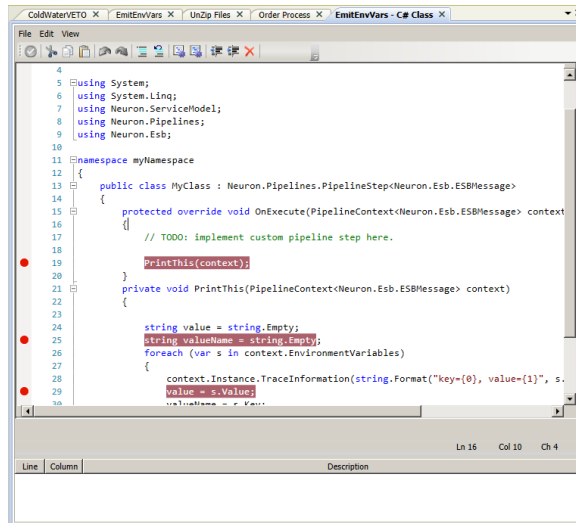 ColdWaterVETO X EmitEnvVars X UnZip Files X Order Process X EmitEnvVars - C# Class X
File Edit View
4
5 using System;
6 using System.Linq;
7 using Neuron.ServiceModel;
8 using Neuron.Pipelines;
9 using Neuron.Esb;
10
11 namespace myNamespace
12 {
13 public class MyClass : Neuron.Pipelines.PipelineStep<Neuron.Esb.ESBMessage>
14 {
15 protected override void OnExecute(PipelineContext<Neuron.Esb.ESBMessage> context
16 {
17 // TODO: implement custom pipeline step here.
18
19 PrintThis(context);
20 }
21 private void PrintThis(PipelineContext<Neuron.Esb.ESBMessage> context)
22 {
23
24 string value = string.Empty;
25 string valueName = string.Empty;
26 foreach (var s in context.EnvironmentVariables)
27 {
28 context.Instance.TraceInformation(string.Format("key={0}, value={1}", s.
29 value = s.Value;
30 valueName = s.Key;
Ln 16 Col 10 Ch 4
Line Column Description